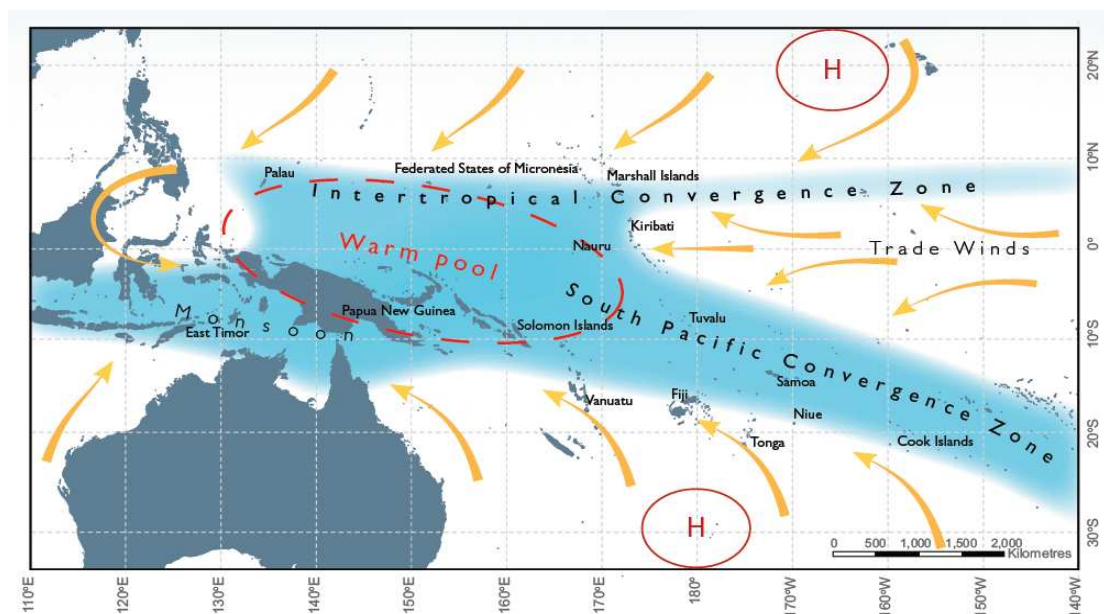 H
20°N
Palau
Federated States of Micronesia
Marshall Islands
10°N
Intertropical Convergence Zone
Kiribati
Nauru
Trade Winds
0°
Warm pool
Monsoon
East Timor
Papua New Guinea
Solomon Islands
South Pacific Convergence Zone
Tuvalu
10°S
Samoa
Vanuatu
Fiji
Niue
Tonga
Cook Islands
20°S
H
30°S
0 500 1,000 1,500 2,000
Kilometres
110°E 120°E 130°E 140°E 150°E 160°E 170°E 180° 170°W 160°W 150°W 140°W